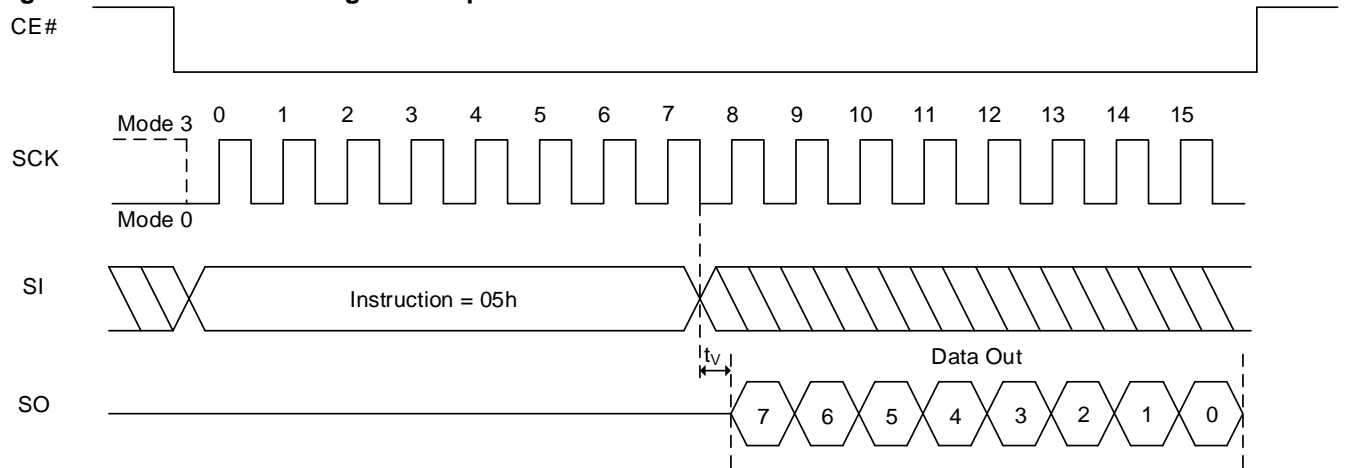 CE#
0 1 2 3 4 5 6 7 8 9 10 11 12 13 14 15
Mode 3
SCK
Mode 0
SI
Instruction = 05h
tV
Data Out
SO
7 6 5 4 3 2 1 0